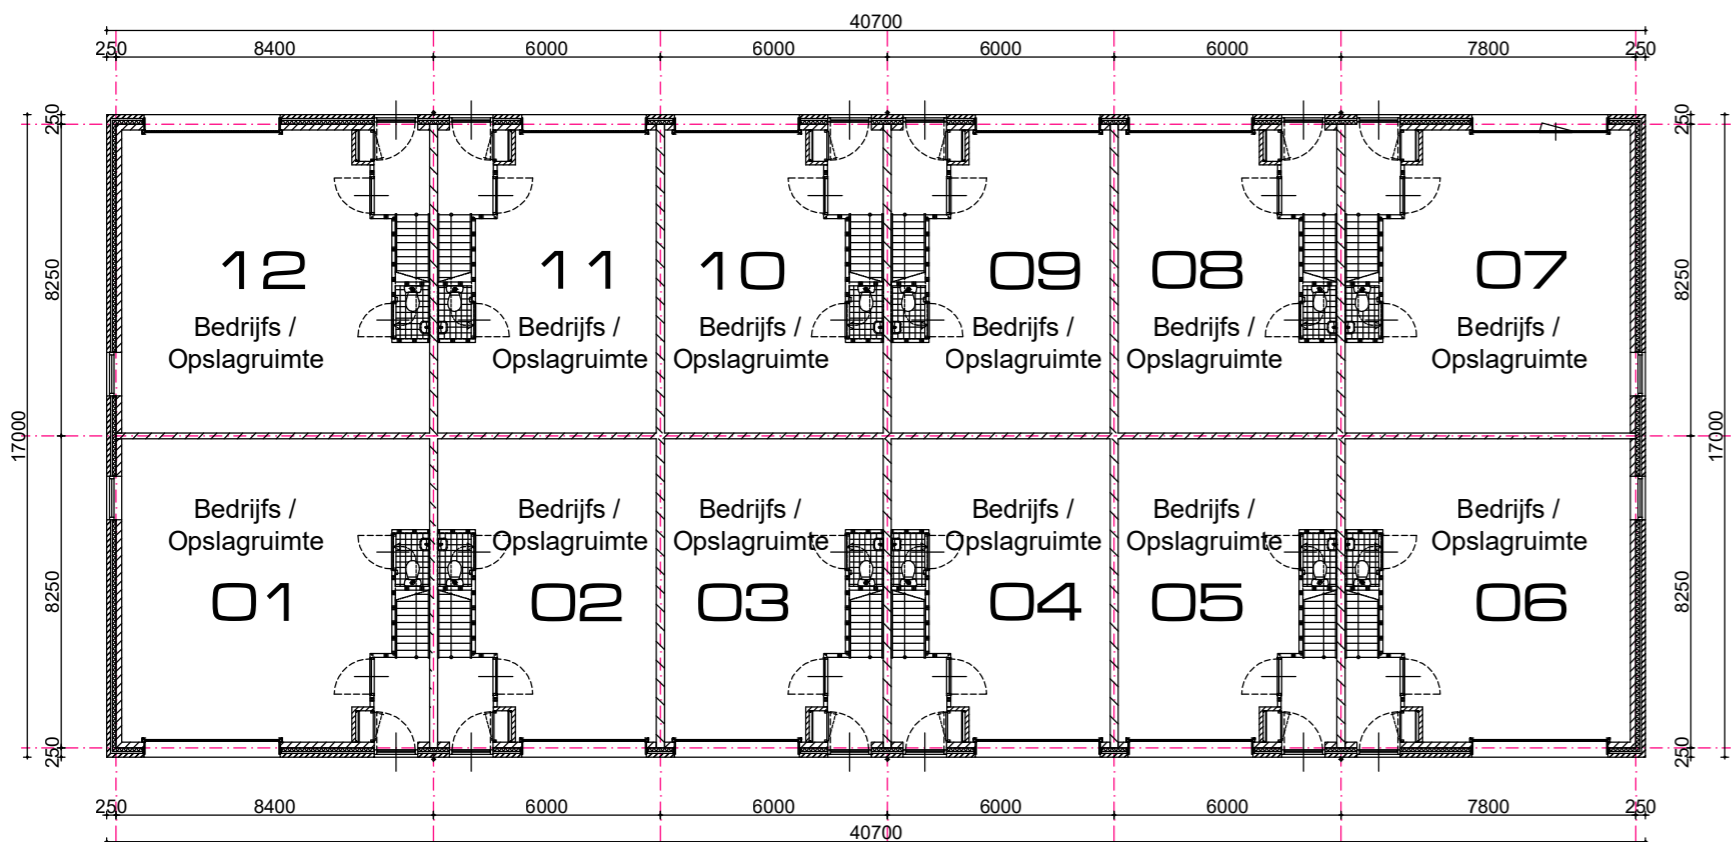 40700
250 8400 6000 6000 6000 6000 7800 250
250 250
12 11 10 09 08 07
8250 8250
Bedrijfs / Bedrijfs / Bedrijfs / Bedrijfs / Bedrijfs / Bedrijfs /
Opslagruimte Opslagruimte Opslagruimte Opslagruimte Opslagruimte Opslagruimte
17000 17000
Bedrijfs / Bedrijfs / Bedrijfs / Bedrijfs / Bedrijfs / Bedrijfs /
Opslagruimte Opslagruimte Opslagruimte Opslagruimte Opslagruimte Opslagruimte
8250 8250
01 02 03 04 05 06
250 250
250 8400 6000 6000 6000 6000 7800 250
40700